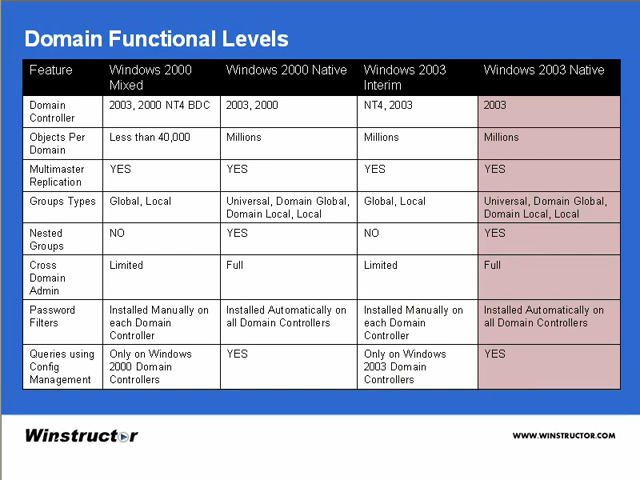 Domain Functional Levels
Feature Windows 2000 Mixed Windows 2000 Native Windows 2003 Interim Windows 2003 Native
Domain Controller 2003, 2000 NT4 BDC 2003, 2000 NT4, 2003 2003
Objects Per Domain Less than 40,000 Millions Millions Millions
Multimaster Replication YES YES YES YES
Groups Types Global, Local Universal, Domain Global, Domain Local, Local Global, Local Universal, Domain Global, Domain Local, Local
Nested Groups NO YES NO YES
Cross Domain Admin Limited Full Limited Full
Password Filters Installed Manually on each Domain Controller Installed Automatically on all Domain Controllers Installed Manually on each Domain Controller Installed Automatically on all Domain Controllers
Queries using Config Management Only on Windows 2000 Domain Controllers YES Only on Windows 2003 Domain Controllers YES
Winstructor
WWW.WINSTRUCTOR.COM